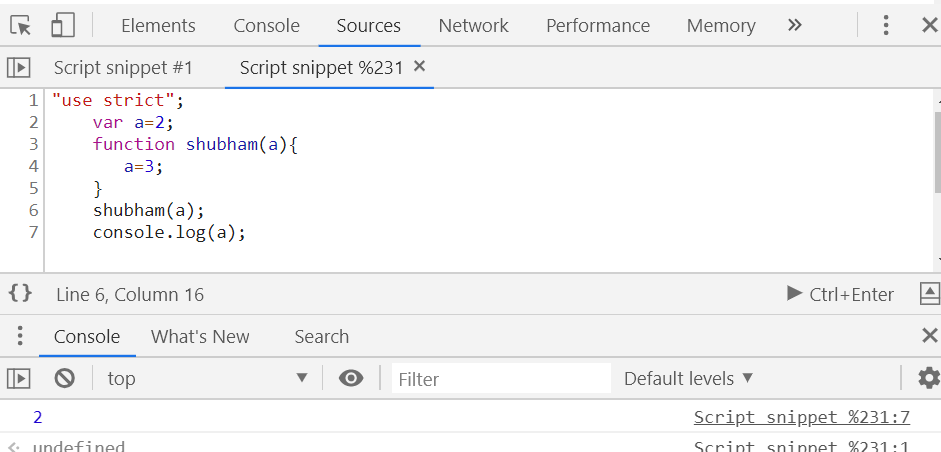 Elements Console Sources Network Performance Memory »
Script snippet #1 Script snippet %231 ×
1 "use strict";
2 var a=2;
3 function shubham(a){
4 a=3;
5 }
6 shubham(a);
7 console.log(a);
{} Line 6, Column 16 Ctrl+Enter
Console What's New Search
top Filter Default levels
2 Script snippet %231:7
undefined Script snippet %231:1